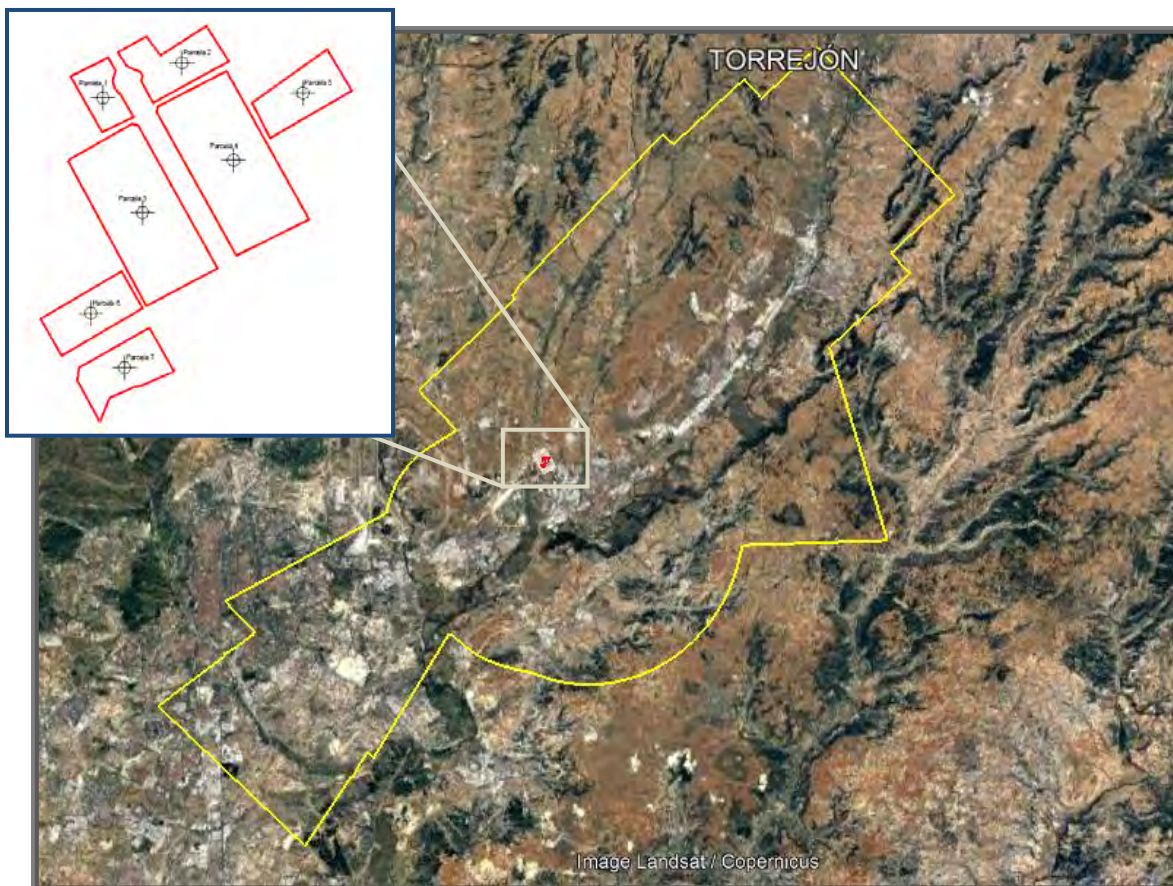 TORREJÓN
Parcela 2
Parcela 1
Parcela 3
Parcela 4
Parcela 5
Parcela 6
Parcela 7
Image Landsat / Copernicus